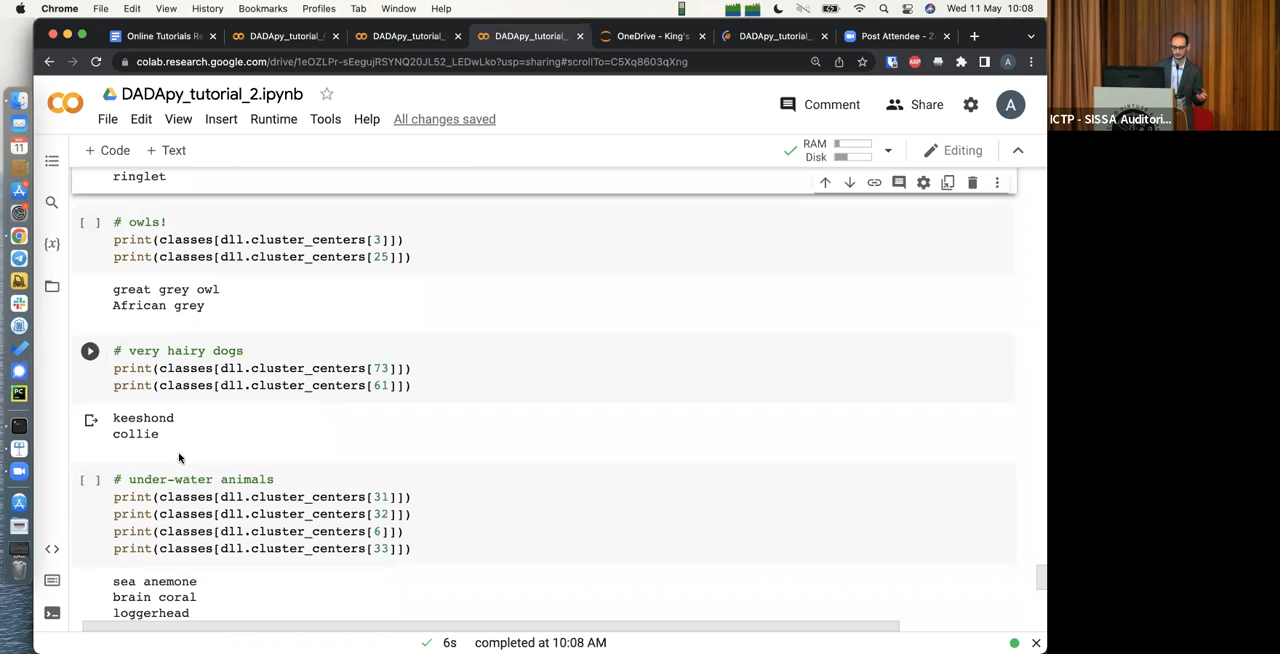 Chrome File Edit View History Bookmarks Profiles Tab Window Help Wed 11 May 10:08
Online Tutorials Re
DADApy_tutorial_
DADApy_tutorial_
DADApy_tutorial_
OneDrive - King's
DADApy_tutorial_
Post Attendee - Z
colab.research.google.com/drive/1eOZLPr-sEegujRSYNQ20JL52_LEDwLko?usp=sharing#scrollTo=C5Xq8603qXng
DADApy_tutorial_2.ipynb
Comment
Share
A
File Edit View Insert Runtime Tools Help All changes saved
+ Code + Text
RAM
Disk
Editing
ringlet
[ ] # owls!
print(classes[dll.cluster_centers[3]])
print(classes[dll.cluster_centers[25]])
great grey owl
African grey
# very hairy dogs
print(classes[dll.cluster_centers[73]])
print(classes[dll.cluster_centers[61]])
keeshond
collie
[ ] # under-water animals
print(classes[dll.cluster_centers[31]])
print(classes[dll.cluster_centers[32]])
print(classes[dll.cluster_centers[6]])
print(classes[dll.cluster_centers[33]])
sea anemone
brain coral
loggerhead
6s completed at 10:08 AM
ICTP - SISSA Auditori...